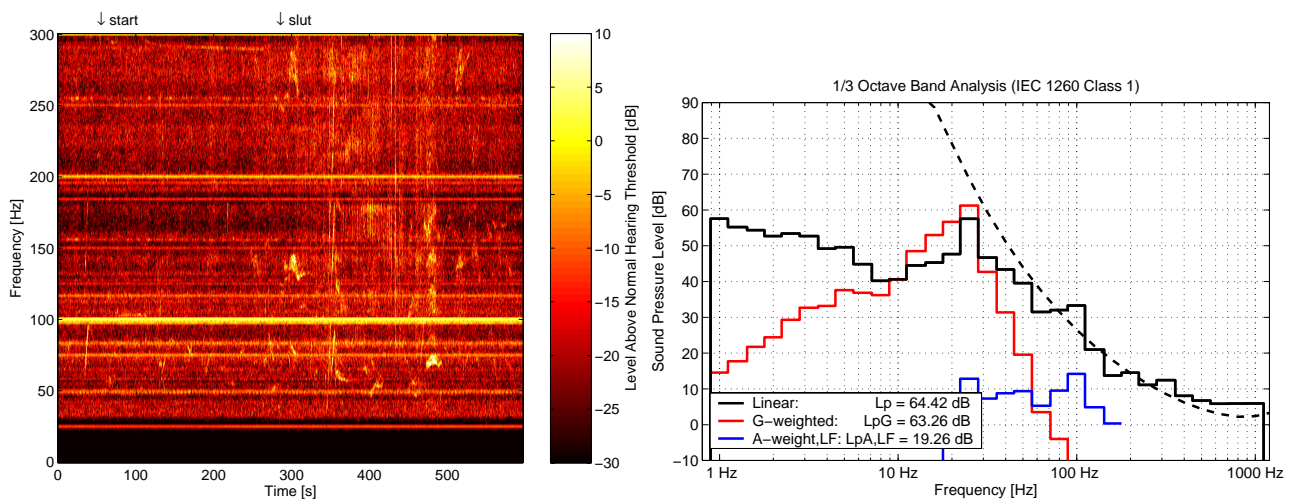 ↓ start
↓ slut
300
250
200
150
100
50
0
Frequency [Hz]
0
100
200
300
400
500
Time [s]
10
5
0
−5
−10
−15
−20
−25
−30
Level Above Normal Hearing Threshold [dB]
1/3 Octave Band Analysis (IEC 1260 Class 1)
90
80
70
60
50
40
30
20
10
0
−10
Sound Pressure Level [dB]
Linear: Lp = 64.42 dB
G−weighted: LpG = 63.26 dB
A−weight,LF: LpA,LF = 19.26 dB
1 Hz
10 Hz
100 Hz
1000 Hz
Frequency [Hz]